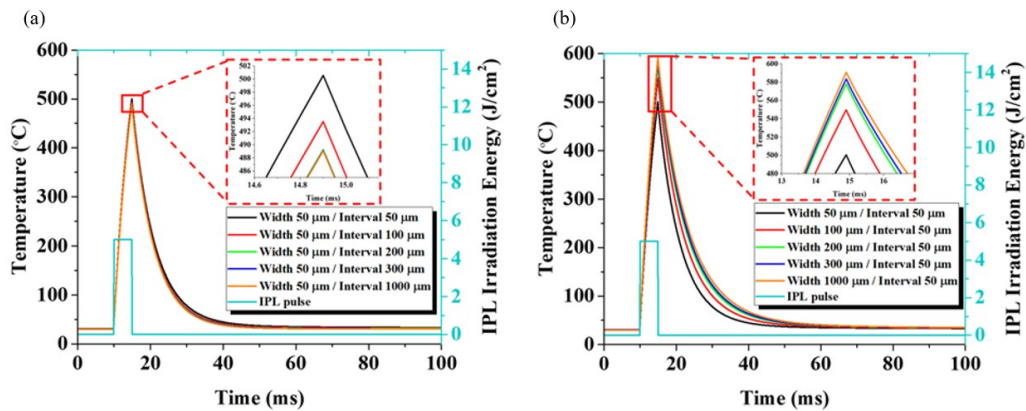 (a)
600
500
400
300
200
100
0
Temperature (°C)
0 20 40 60 80 100
Time (ms)
14
12
10
8
6
4
2
0
IPL Irradiation Energy (J/cm²)
502
500
498
496
494
492
490
488
486
Temperature (°C)
14.6 14.8 15.0
Time (ms)
Width 50 μm / Interval 50 μm
Width 50 μm / Interval 100 μm
Width 50 μm / Interval 200 μm
Width 50 μm / Interval 300 μm
Width 50 μm / Interval 1000 μm
IPL pulse
(b)
600
500
400
300
200
100
0
Temperature (°C)
0 20 40 60 80 100
Time (ms)
14
12
10
8
6
4
2
0
IPL Irradiation Energy (J/cm²)
600
580
560
540
520
500
480
Temperature (°C)
13 14 15 16
Time (ms)
Width 50 μm / Interval 50 μm
Width 100 μm / Interval 50 μm
Width 200 μm / Interval 50 μm
Width 300 μm / Interval 50 μm
Width 1000 μm / Interval 50 μm
IPL pulse